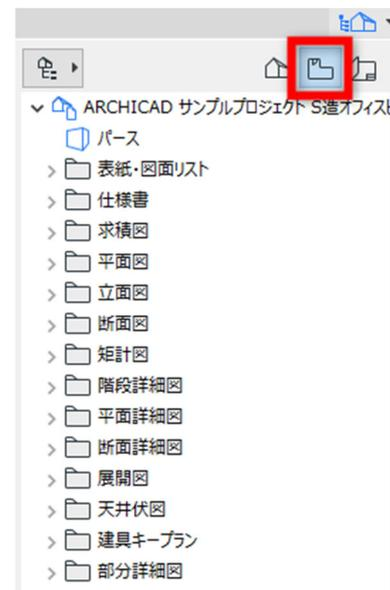 ARCHICAD サンプルプロジェクト S造オフィスビ
パース
表紙・図面リスト
仕様書
求積図
平面図
立面図
断面図
矩計図
階段詳細図
平面詳細図
断面詳細図
展開図
天井伏図
建具キープラン
部分詳細図